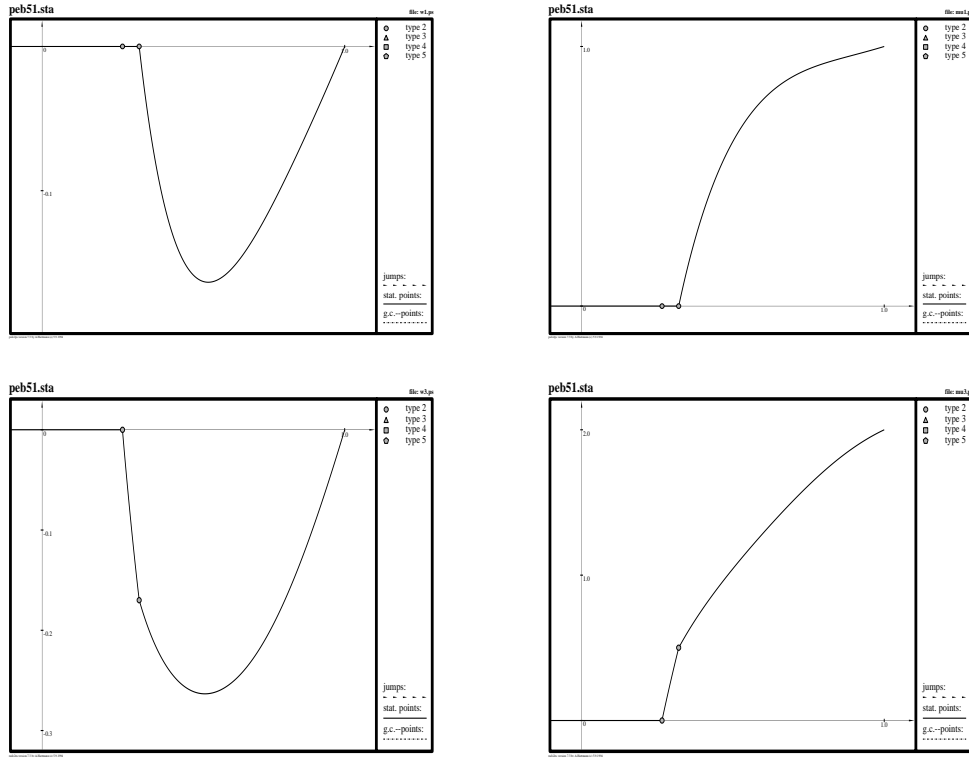 peb51.sta
file: w1.ps
type 2
type 3
type 4
type 5
0
1.0
-0.1
jumps:
stat. points:
g.c.--points:
peb51.sta
type 2
type 3
type 4
type 5
1.0
0
1.0
jumps:
stat. points:
g.c.--points:
peb51.sta
file: w3.ps
type 2
type 3
type 4
type 5
0
1.0
-0.1
-0.2
-0.3
jumps:
stat. points:
g.c.--points:
peb51.sta
type 2
type 3
type 4
type 5
2.0
1.0
0
1.0
jumps:
stat. points:
g.c.--points: